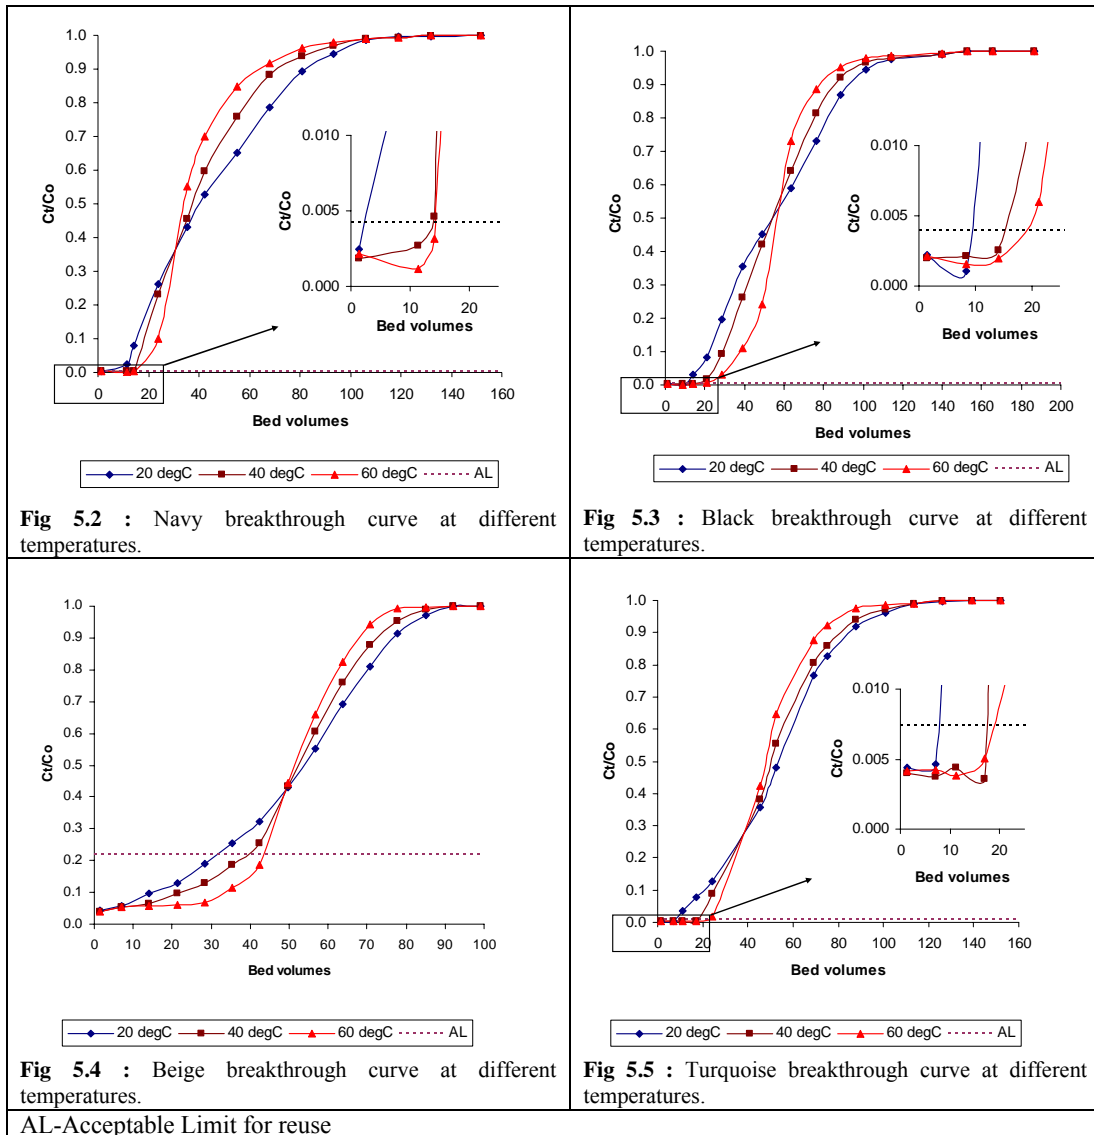 1.0
0.9
0.8
0.7
0.6
0.5
0.4
0.3
0.2
0.1
0.0
Ct/Co
0 20 40 60 80 100 120 140 160
Bed volumes
0.010
0.005
0.000
Ct/Co
0 10 20
Bed volumes
20 degC 40 degC 60 degC AL
Fig 5.2 : Navy breakthrough curve at different
temperatures.
1.0
0.9
0.8
0.7
0.6
0.5
0.4
0.3
0.2
0.1
0.0
Ct/Co
0 20 40 60 80 100 120 140 160 180 200
Bed volumes
0.010
0.005
0.000
Ct/Co
0 10 20
Bed volumes
20 degC 40 degC 60 degC AL
Fig 5.3 : Black breakthrough curve at different
temperatures.
1.0
0.9
0.8
0.7
0.6
0.5
0.4
0.3
0.2
0.1
0.0
Ct/Co
0 10 20 30 40 50 60 70 80 90 100
Bed volumes
20 degC 40 degC 60 degC AL
Fig 5.4 : Beige breakthrough curve at different
temperatures.
1.0
0.9
0.8
0.7
0.6
0.5
0.4
0.3
0.2
0.1
0.0
Ct/Co
0 20 40 60 80 100 120 140 160
Bed volumes
0.010
0.005
0.000
Ct/Co
0 10 20
Bed volumes
20 degC 40 degC 60 degC AL
Fig 5.5 : Turquoise breakthrough curve at different
temperatures.
AL-Acceptable Limit for reuse